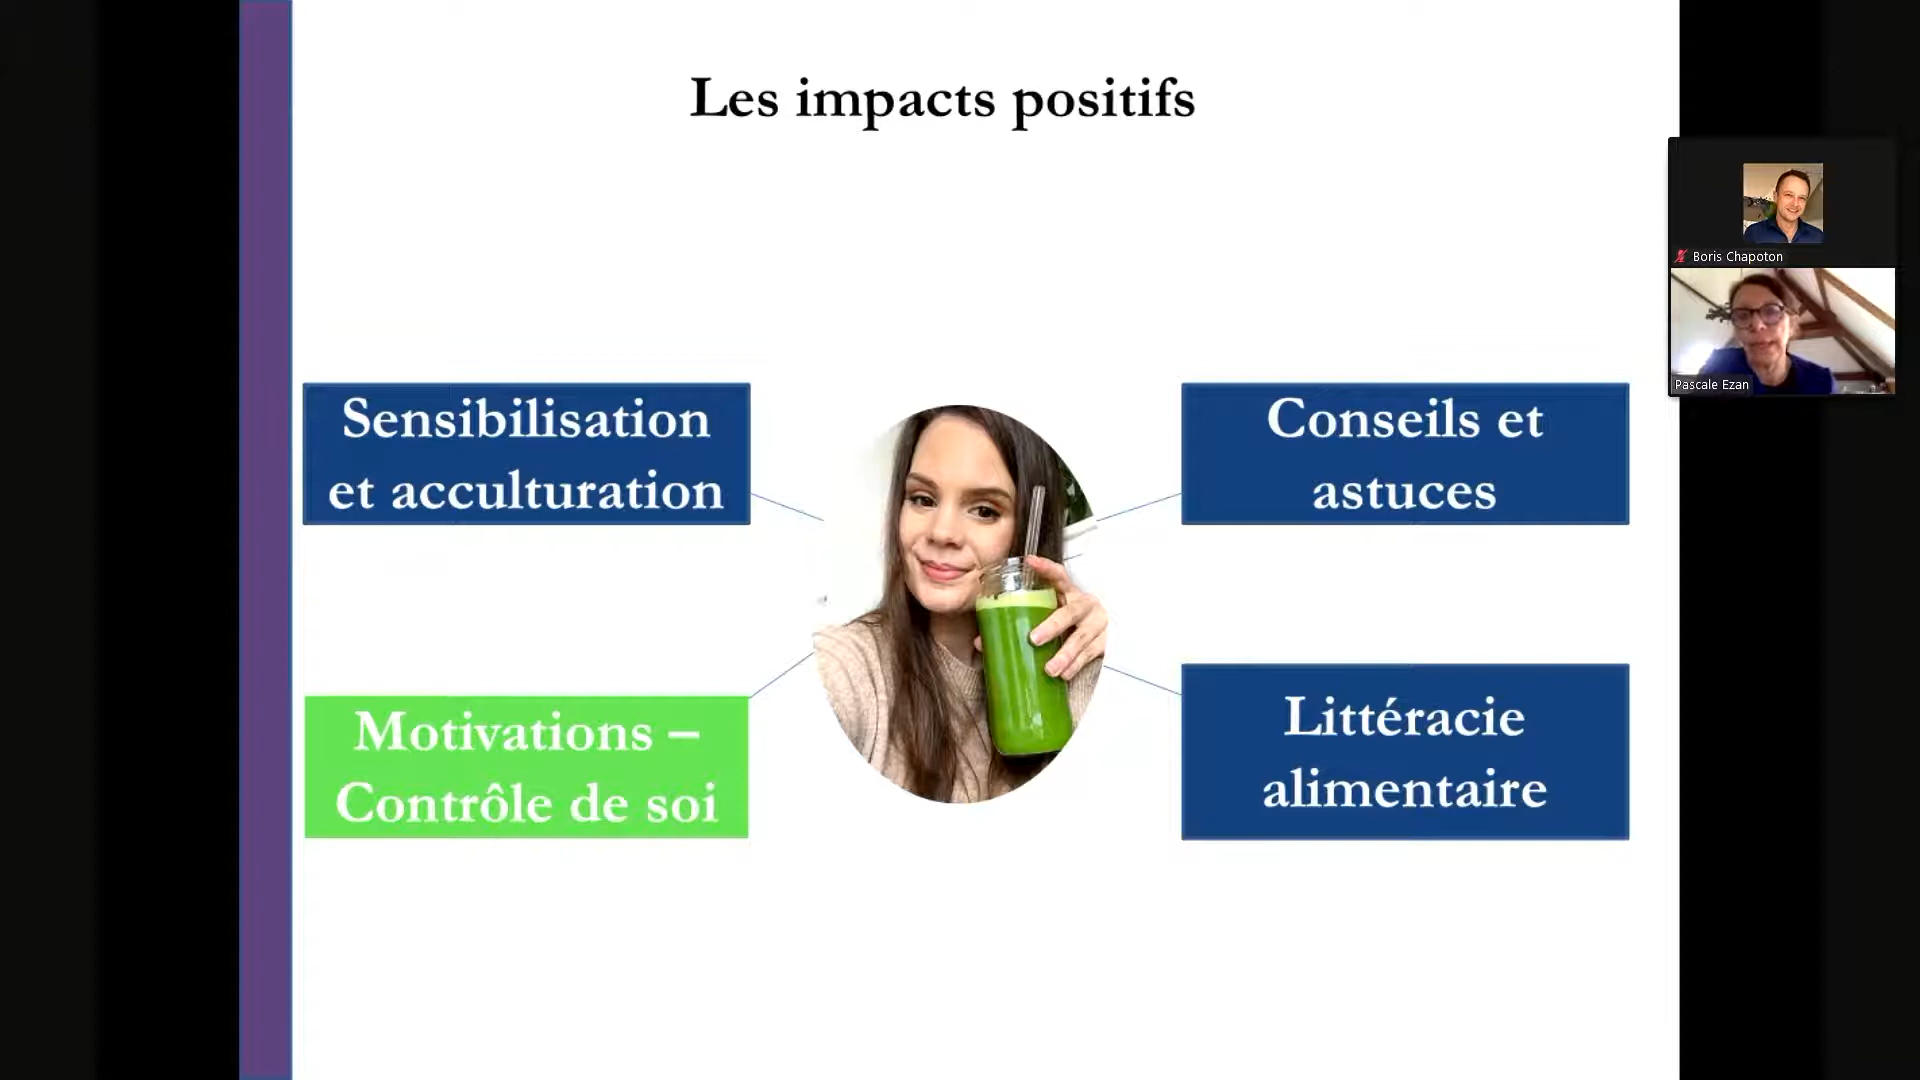 Les impacts positifs
Sensibilisation
et acculturation
Conseils et
astuces
Motivations –
Contrôle de soi
Littéracie
alimentaire
Boris Chapoton
Pascale Ezan